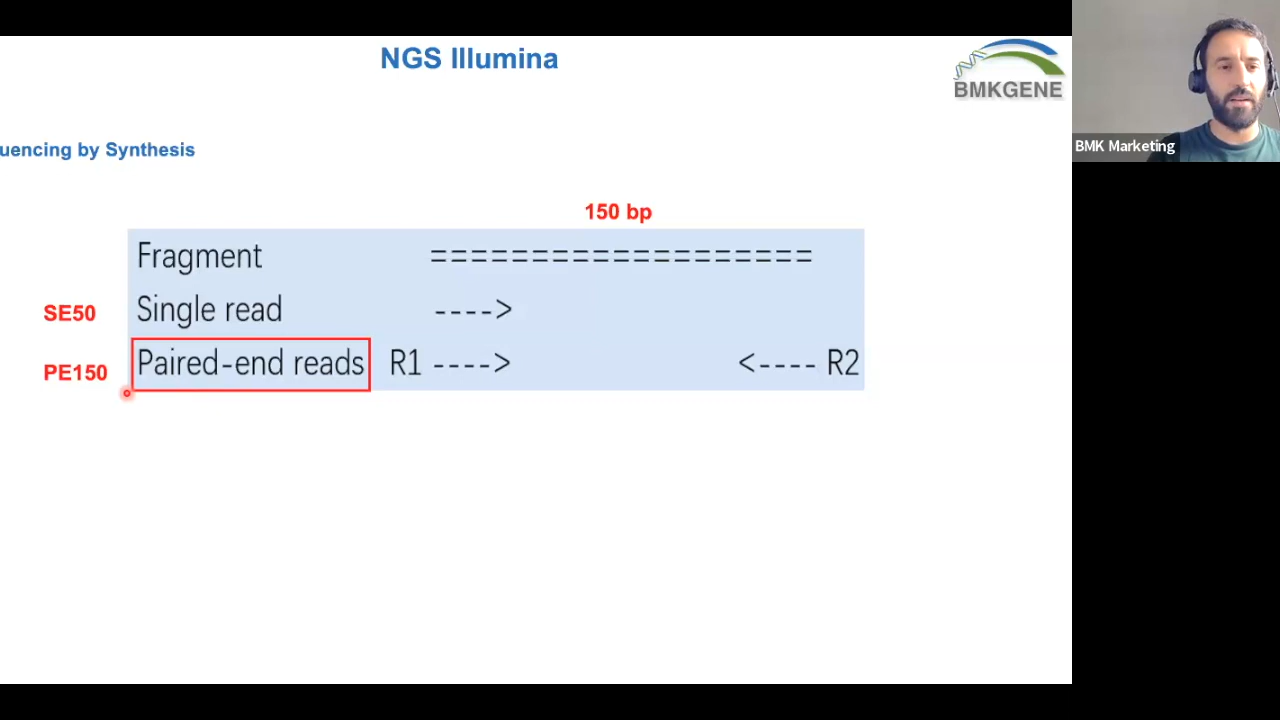 NGS Illumina
BMKGENE
BMK Marketing
uencing by Synthesis
150 bp
Fragment ===================
SE50 Single read ---->
PE150 Paired-end reads R1 ----> <---- R2